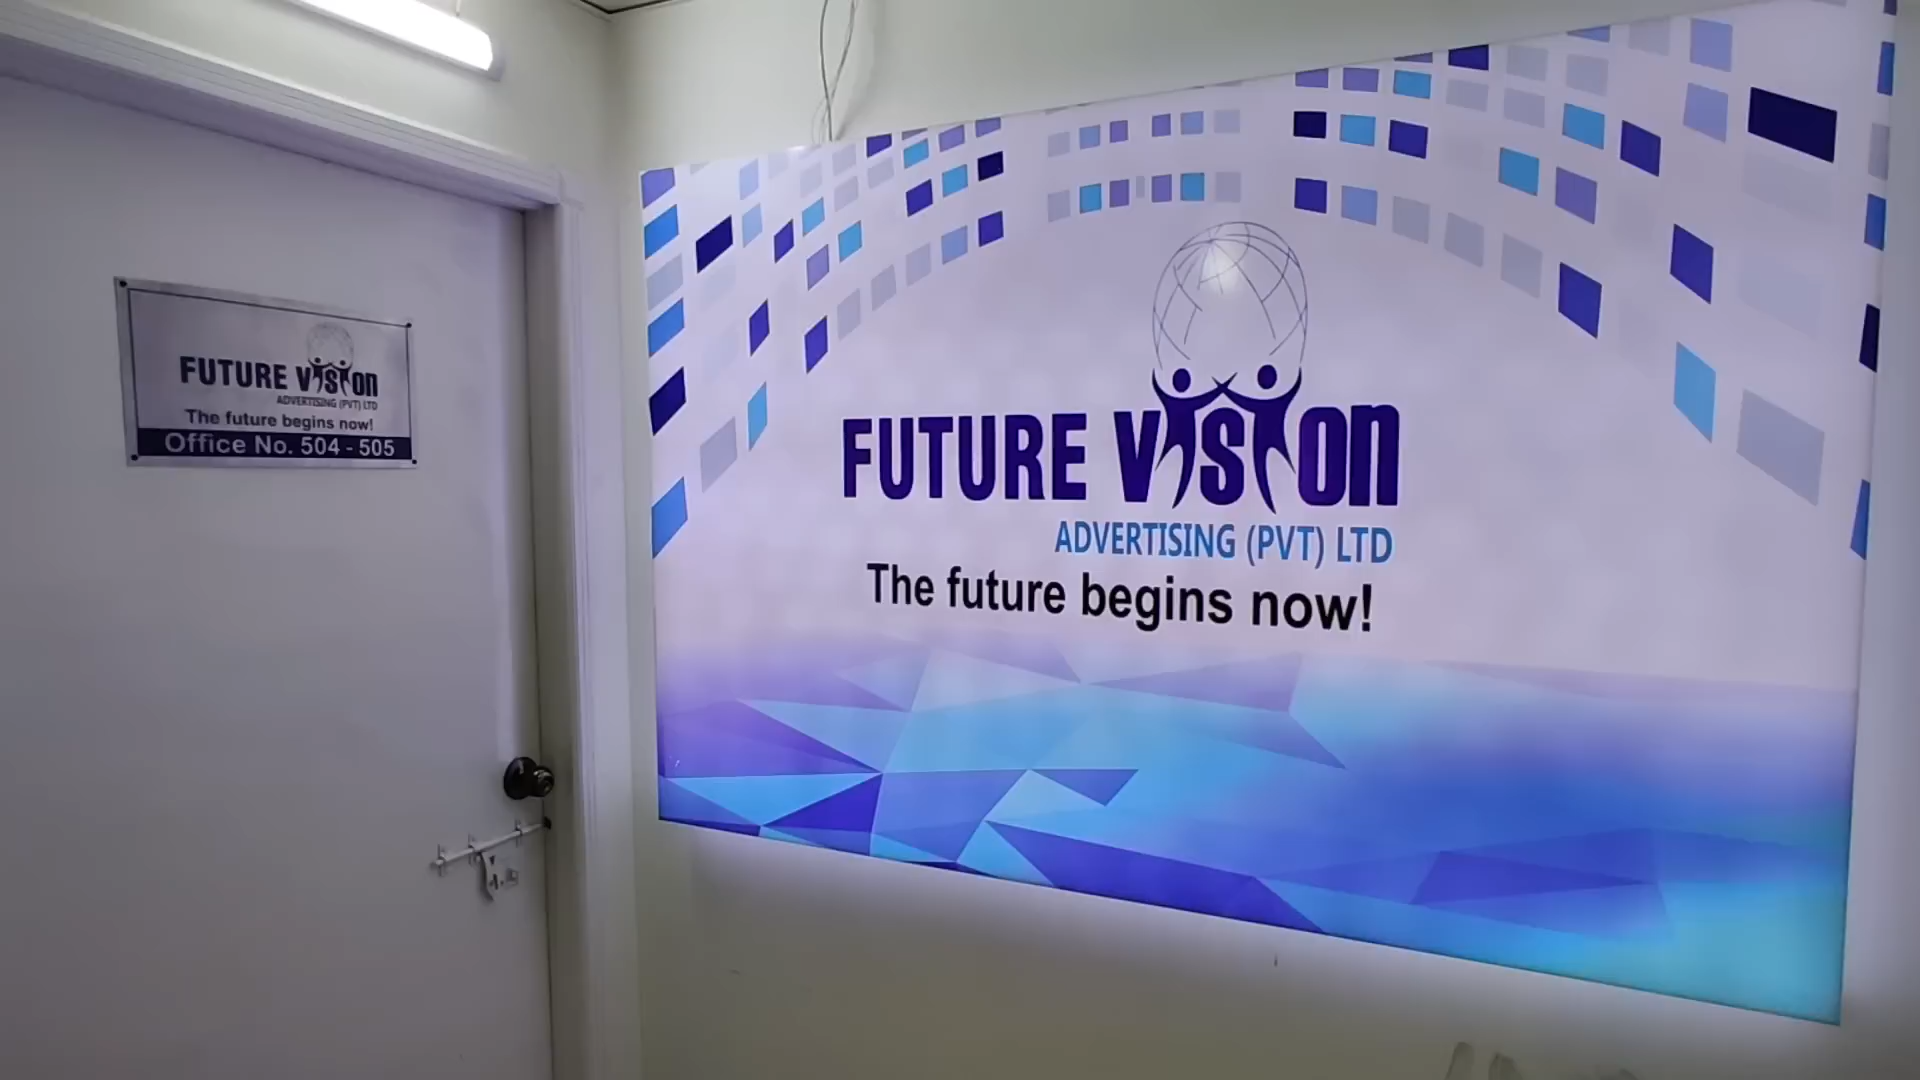 FUTURE VISION
ADVERTISING (PVT) LTD
The future begins now!
Office No. 504 - 505
FUTURE VISION
ADVERTISING (PVT) LTD
The future begins now!